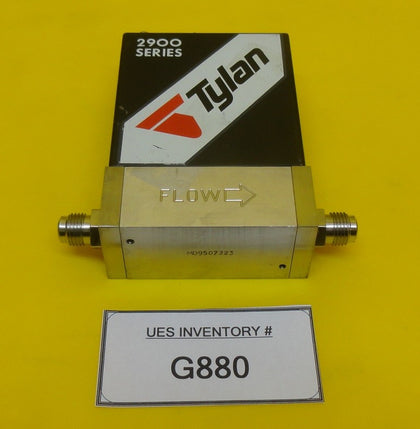 2900
SERIES
Tylan
FLOW
MD9507323
UES INVENTORY #
G880